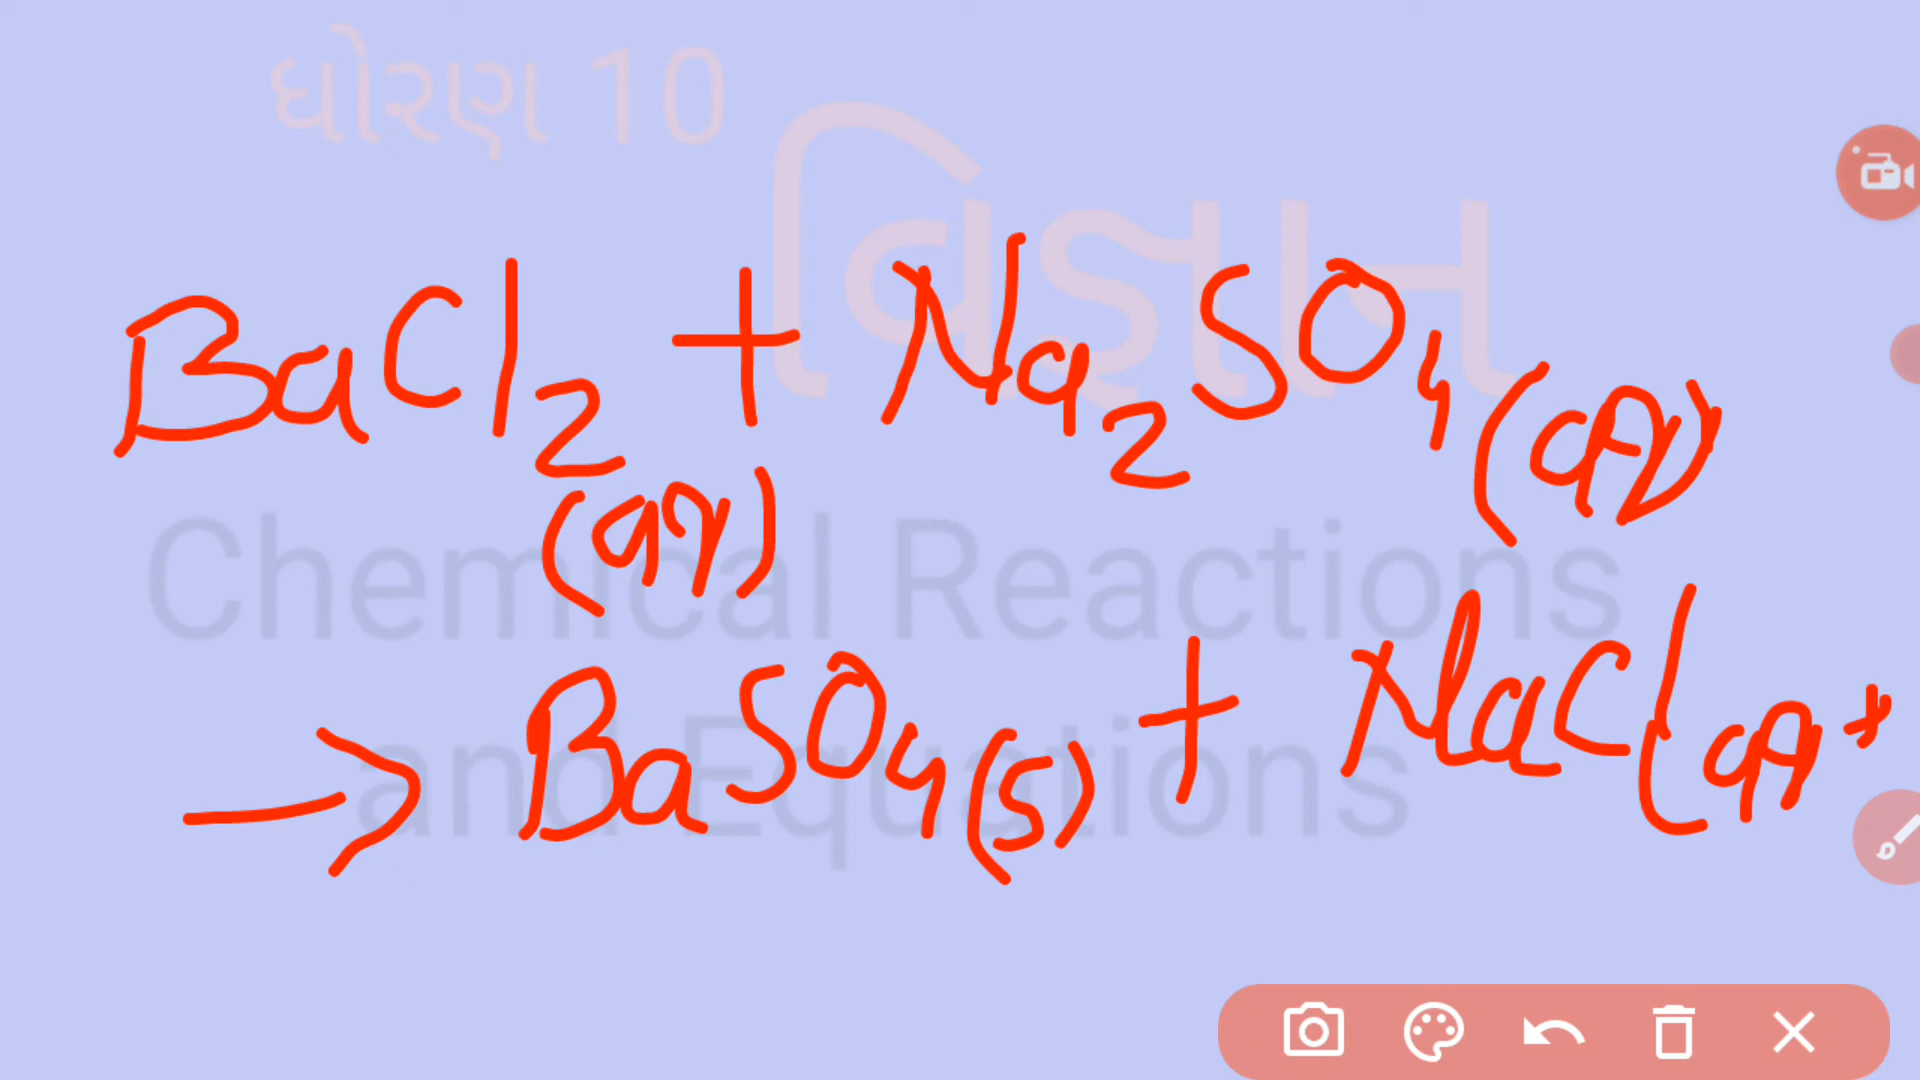 ધોરણ 10
વિજ્ઞાન
BaCl2 + Na2SO4(aq)
(aq)
Chemical Reactions
→ BaSO4(s) + NaCl(aq
and Equations